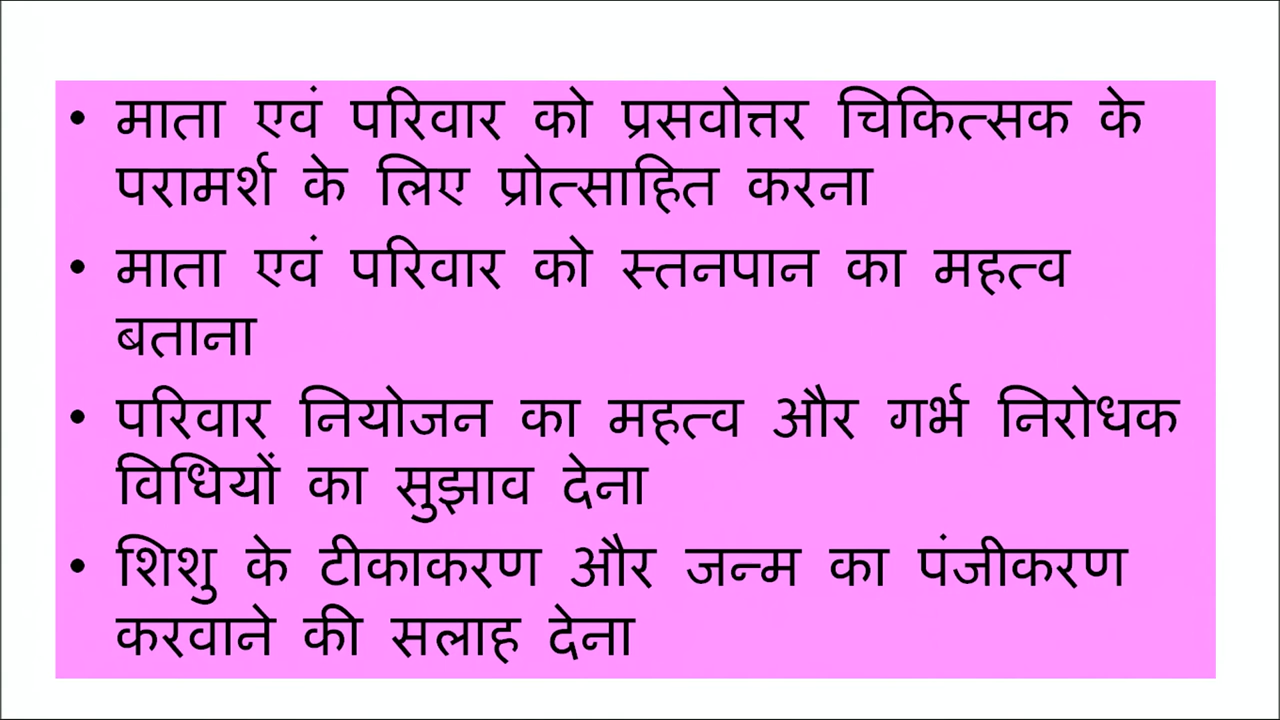 • माता एवं परिवार को प्रसवोत्तर चिकित्सक के
परामर्श के लिए प्रोत्साहित करना
• माता एवं परिवार को स्तनपान का महत्व
बताना
• परिवार नियोजन का महत्व और गर्भ निरोधक
विधियों का सुझाव देना
• शिशु के टीकाकरण और जन्म का पंजीकरण
करवाने की सलाह देना